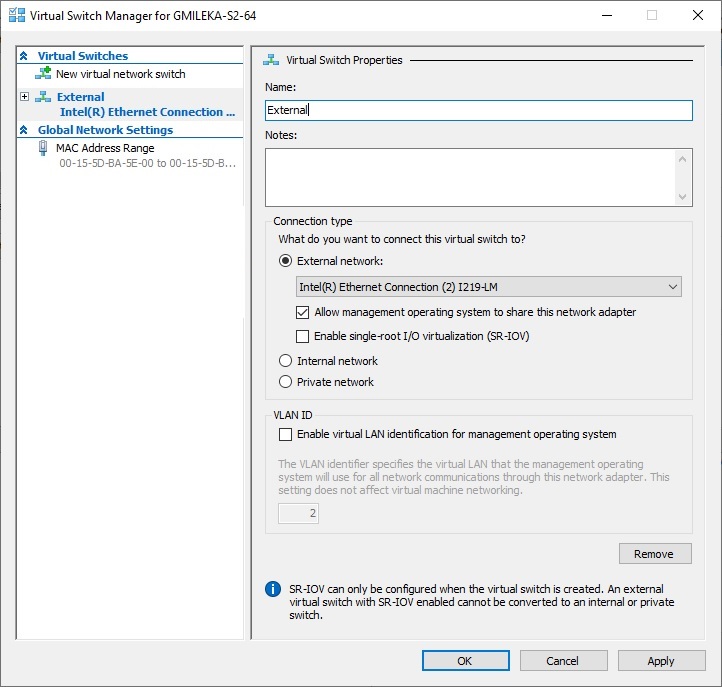 Virtual Switch Manager for GMILEKA-S2-64
Virtual Switches
New virtual network switch
External
Intel(R) Ethernet Connection ...
Global Network Settings
MAC Address Range
00-15-5D-BA-5E-00 to 00-15-5D-B...
Virtual Switch Properties
Name:
External
Notes:
Connection type
What do you want to connect this virtual switch to?
External network:
Intel(R) Ethernet Connection (2) I219-LM
Allow management operating system to share this network adapter
Enable single-root I/O virtualization (SR-IOV)
Internal network
Private network
VLAN ID
Enable virtual LAN identification for management operating system
The VLAN identifier specifies the virtual LAN that the management operating
system will use for all network communications through this network adapter. This
setting does not affect virtual machine networking.
2
Remove
SR-IOV can only be configured when the virtual switch is created. An external
virtual switch with SR-IOV enabled cannot be converted to an internal or private
switch.
OK
Cancel
Apply